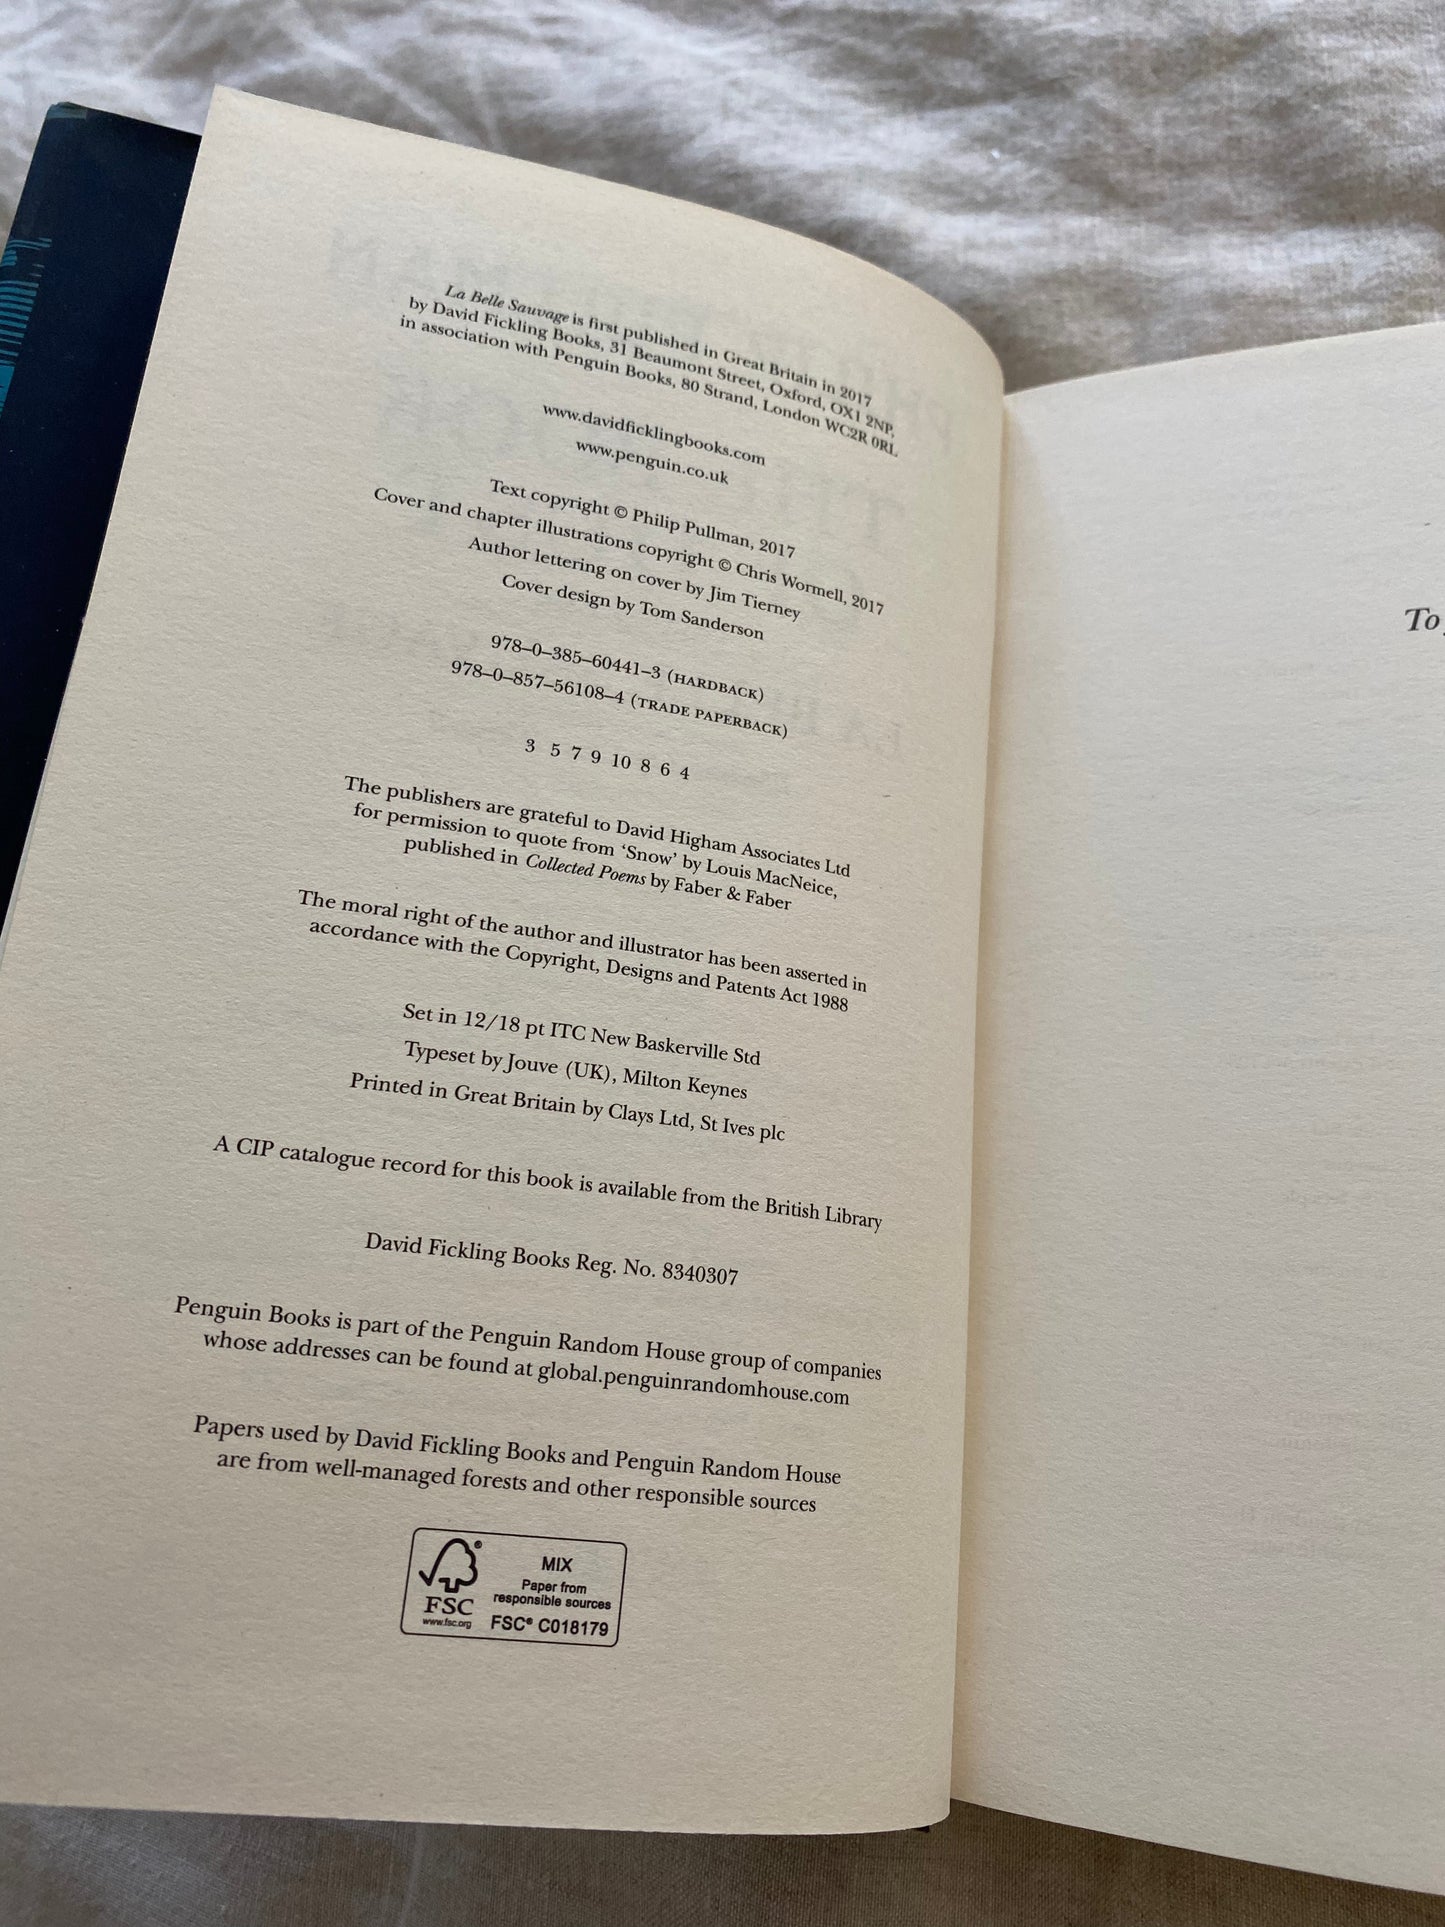 La Belle Sauvage is first published in Great Britain in 2017
by David Fickling Books, 31 Beaumont Street, Oxford, OX1 2NP,
in association with Penguin Books, 80 Strand, London WC2R 0RL
www.davidficklingbooks.com
www.penguin.co.uk
Text copyright © Philip Pullman, 2017
Cover and chapter illustrations copyright © Chris Wormell, 2017
Author lettering on cover by Jim Tierney
Cover design by Tom Sanderson
978–0–385–60441–3 (HARDBACK)
978–0–857–56108–4 (TRADE PAPERBACK)
3 5 7 9 10 8 6 4
The publishers are grateful to David Higham Associates Ltd
for permission to quote from ‘Snow’ by Louis MacNeice,
published in Collected Poems by Faber & Faber
The moral right of the author and illustrator has been asserted in
accordance with the Copyright, Designs and Patents Act 1988
Set in 12/18 pt ITC New Baskerville Std
Typeset by Jouve (UK), Milton Keynes
Printed in Great Britain by Clays Ltd, St Ives plc
A CIP catalogue record for this book is available from the British Library
David Fickling Books Reg. No. 8340307
Penguin Books is part of the Penguin Random House group of companies
whose addresses can be found at global.penguinrandomhouse.com
Papers used by David Fickling Books and Penguin Random House
are from well-managed forests and other responsible sources
FSC
www.fsc.org
MIX
Paper from
responsible sources
FSC® C018179
To